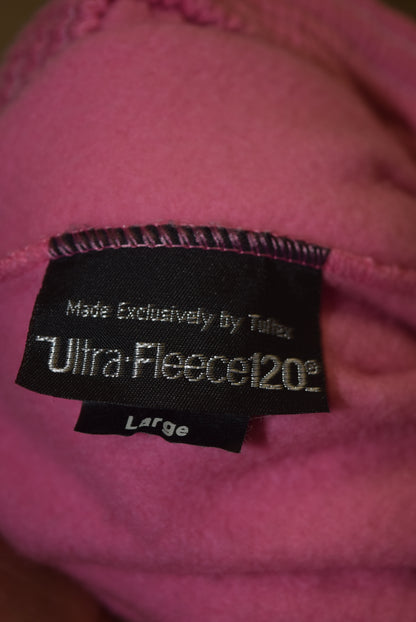 Made Exclusively By Tultex
Ultra·Fleece120®
Large